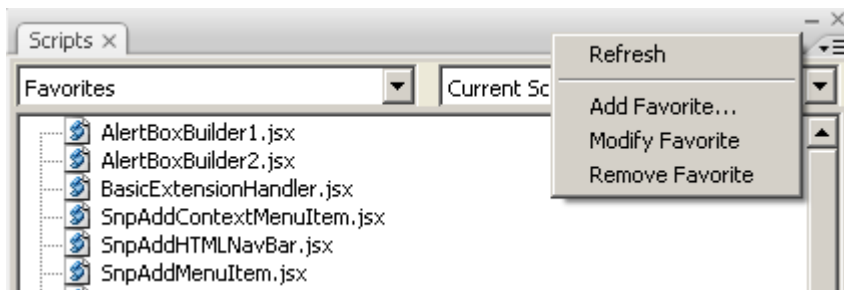 Scripts
Favorites
Current Sc
Refresh
Add Favorite...
Modify Favorite
Remove Favorite
AlertBoxBuilder1.jsx
AlertBoxBuilder2.jsx
BasicExtensionHandler.jsx
SnpAddContextMenuItem.jsx
SnpAddHTMLNavBar.jsx
SnpAddMenuItem.jsx